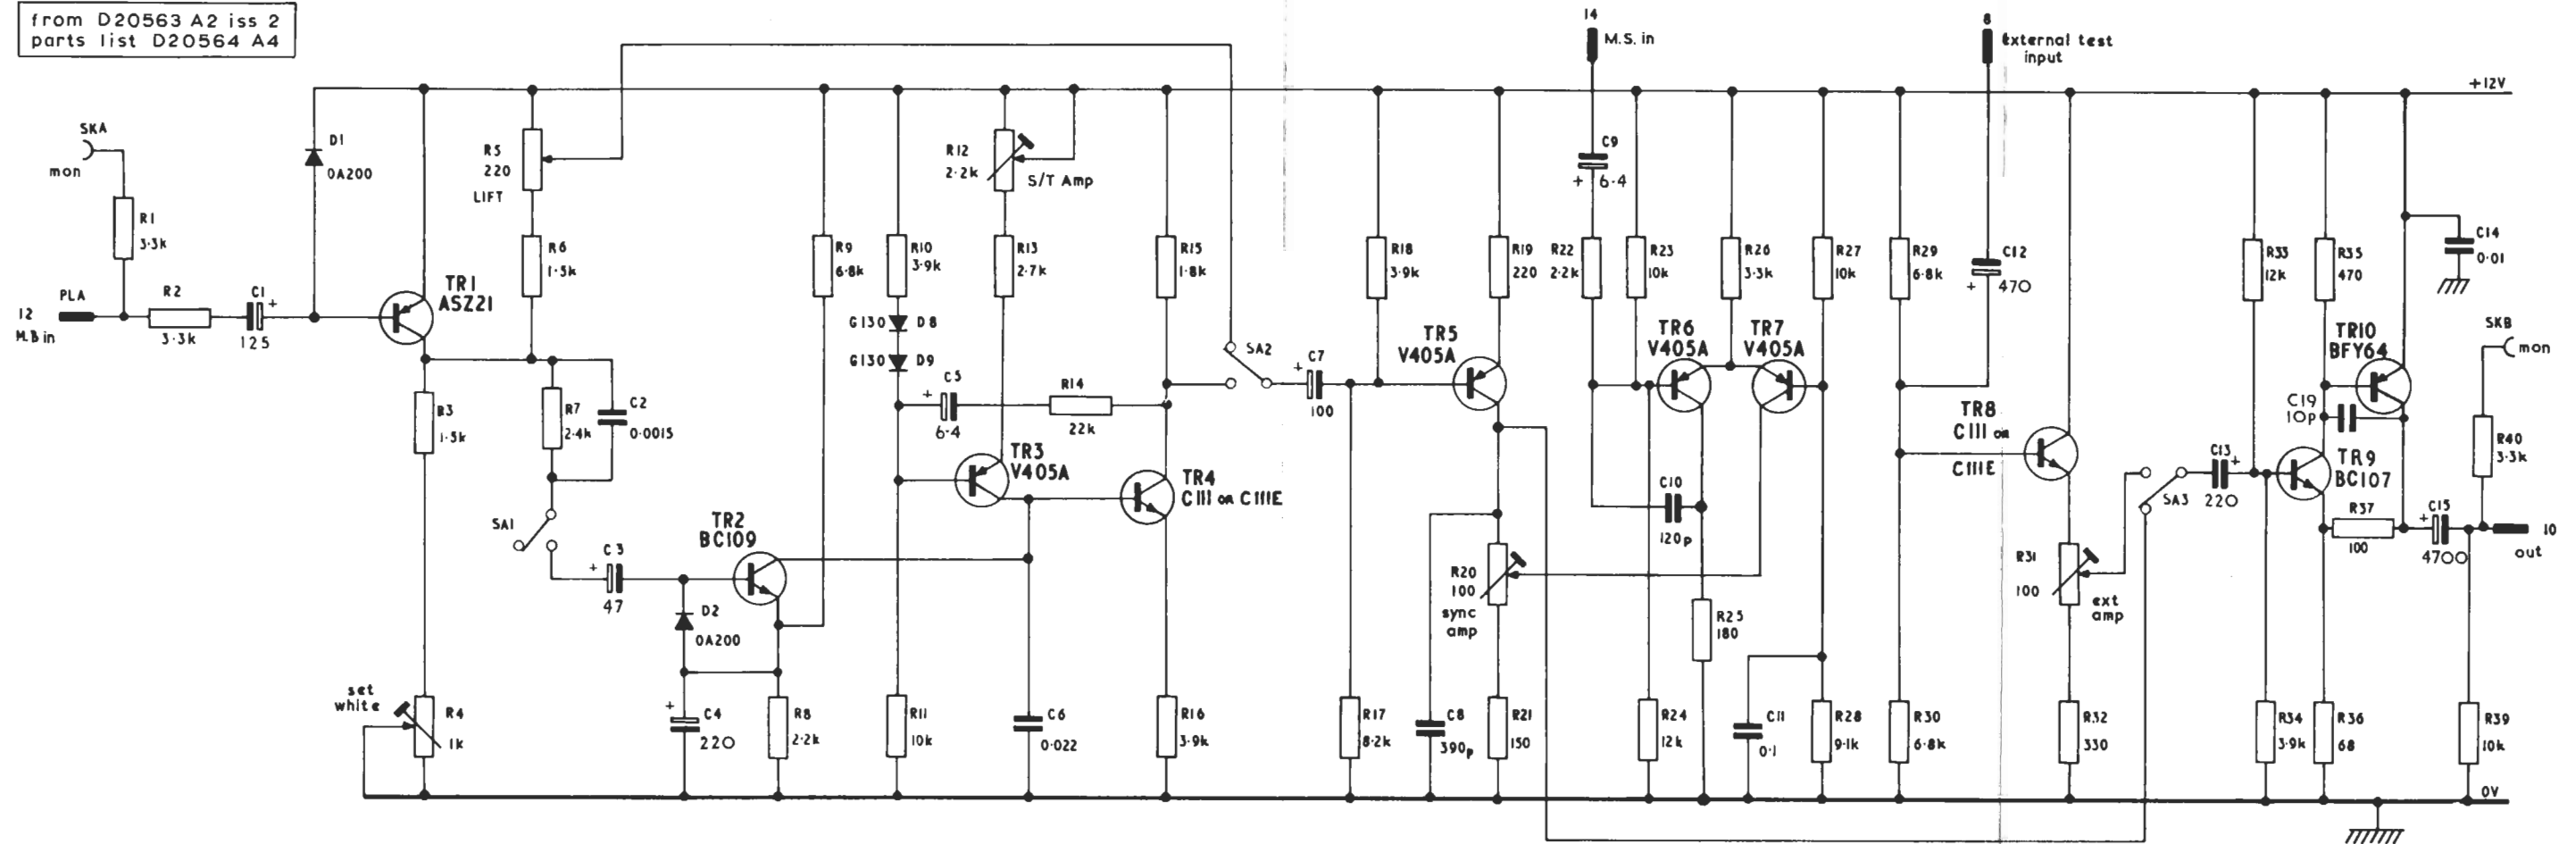 from D20563 A2 iss 2
parts list D20564 A4
14
M.S. in
8
External test
input
+12V
SKA
mon
R1
3·3k
PLA
12
M.B in
R2
3·3k
C1
+
125
D1
0A200
TR1
ASZ21
R5
220
LIFT
R6
1·5k
R3
1·5k
R7
2·4k
C2
0·0015
SA1
set
white
R4
1k
C3
+
47
TR2
BC109
D2
0A200
C4
+
220
R8
2·2k
R9
6·8k
R10
3·9k
G130
D8
G130
D9
C5
+
6·4
R14
22k
R12
2·2k
S/T Amp
R13
2·7k
TR3
V405A
R11
10k
C6
0·022
TR4
C111 or C111E
R15
1·8k
R16
3·9k
SA2
C7
+
100
R18
3·9k
R17
8·2k
TR5
V405A
R19
220
R20
100
sync
amp
C8
390p
R21
150
C9
+
6·4
R22
2·2k
R23
10k
TR6
V405A
TR7
V405A
R26
3·3k
R27
10k
C10
120p
R25
180
R24
12k
C11
0·1
R28
9·1k
R29
6·8k
C12
+
470
R30
6·8k
TR8
C111 or
C111E
R31
100
ext
amp
R32
330
SA3
C13
+
220
R33
12k
R34
3·9k
R35
470
TR10
BFY64
C19
10p
TR9
BC107
R37
100
R36
68
C14
0·01
C15
+
4700
SKB
mon
R40
3·3k
10
out
R39
10k
0V